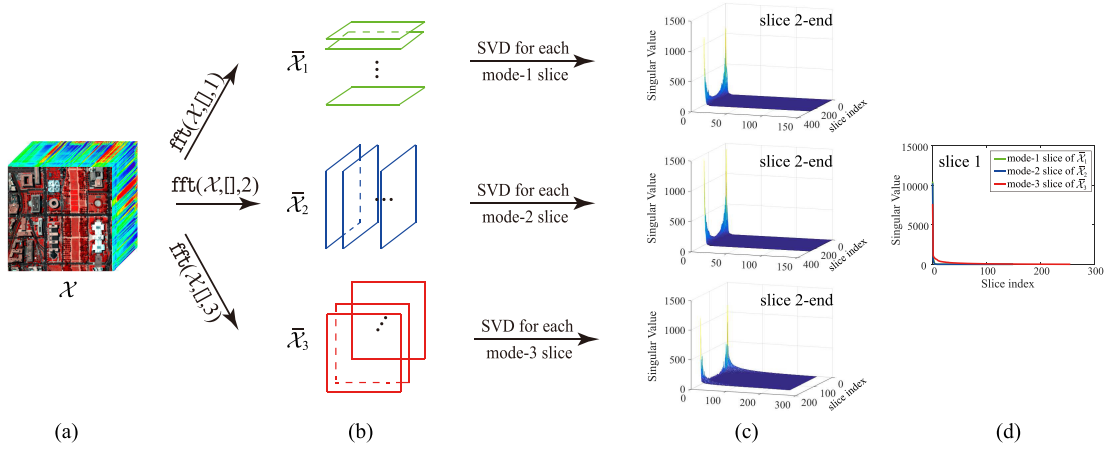 fft(𝒳,[],1)
fft(𝒳,[],2)
fft(𝒳,[],3)
𝒳
𝒳̅₁
𝒳̅₂
𝒳̅₃
SVD for each
mode-1 slice
SVD for each
mode-2 slice
SVD for each
mode-3 slice
slice 2-end
Singular Value
1500
1000
500
0
0
50
100
150
400
200
0
slice index
slice 2-end
Singular Value
1500
1000
500
0
0
50
100
150
400
200
0
slice index
slice 2-end
Singular Value
1500
1000
500
0
0
100
200
300
200
100
0
slice index
slice 1
mode-1 slice of 𝒳̅₁
mode-2 slice of 𝒳̅₂
mode-3 slice of 𝒳̅₃
Singular Value
15000
10000
5000
0
0
100
200
300
Slice index
(a)
(b)
(c)
(d)